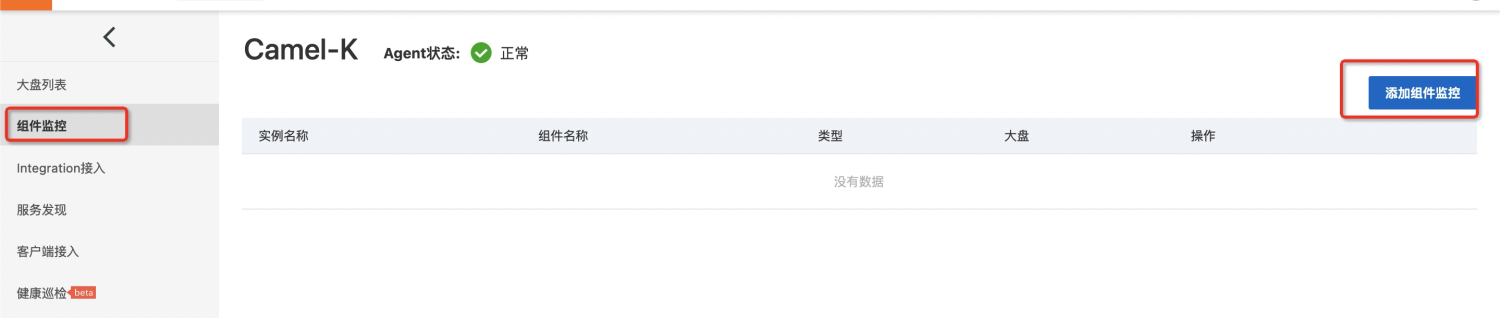 Camel-K Agent状态: 正常
大盘列表
组件监控
Integration接入
服务发现
客户端接入
健康巡检 beta
添加组件监控
实例名称 组件名称 类型 大盘 操作
没有数据